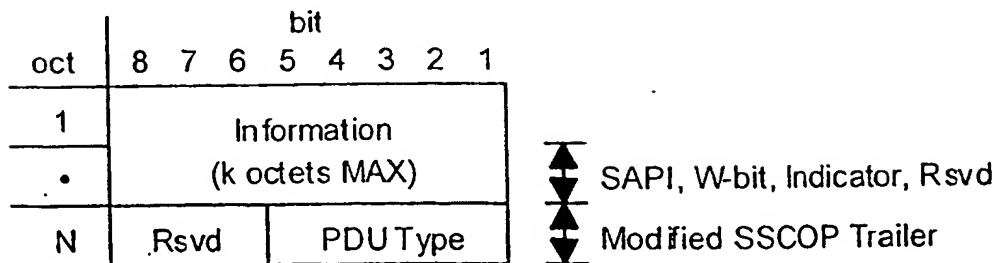 bit
oct 8 7 6 5 4 3 2 1
1 Information
• (k octets MAX) SAPI, W-bit, Indicator, Rsvd
N Rsvd PDU Type Modified SSCOP Trailer